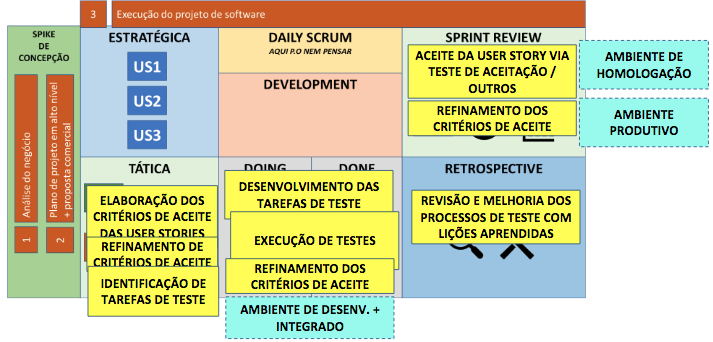 3 Execução do projeto de software
SPIKE
DE
CONCEPÇÃO
1 Análise do negócio
2 Plano de projeto em alto nível
+ proposta comercial
ESTRATÉGICA
US1
US2
US3
DAILY SCRUM
AQUI P.O NEM PENSAR
DEVELOPMENT
SPRINT REVIEW
ACEITE DA USER STORY VIA
TESTE DE ACEITAÇÃO /
OUTROS
REFINAMENTO DOS
CRITÉRIOS DE ACEITE
AMBIENTE DE
HOMOLOGAÇÃO
AMBIENTE
PRODUTIVO
TÁTICA
ELABORAÇÃO DOS
CRITÉRIOS DE ACEITE
DAS USER STORIES
REFINAMENTO DE
CRITÉRIOS DE ACEITE
IDENTIFICAÇÃO DE
TAREFAS DE TESTE
DOING
DONE
DESENVOLVIMENTO DAS
TAREFAS DE TESTE
EXECUÇÃO DE TESTES
REFINAMENTO DOS
CRITÉRIOS DE ACEITE
AMBIENTE DE DESENV. +
INTEGRADO
RETROSPECTIVE
REVISÃO E MELHORIA DOS
PROCESSOS DE TESTE COM
LIÇÕES APRENDIDAS